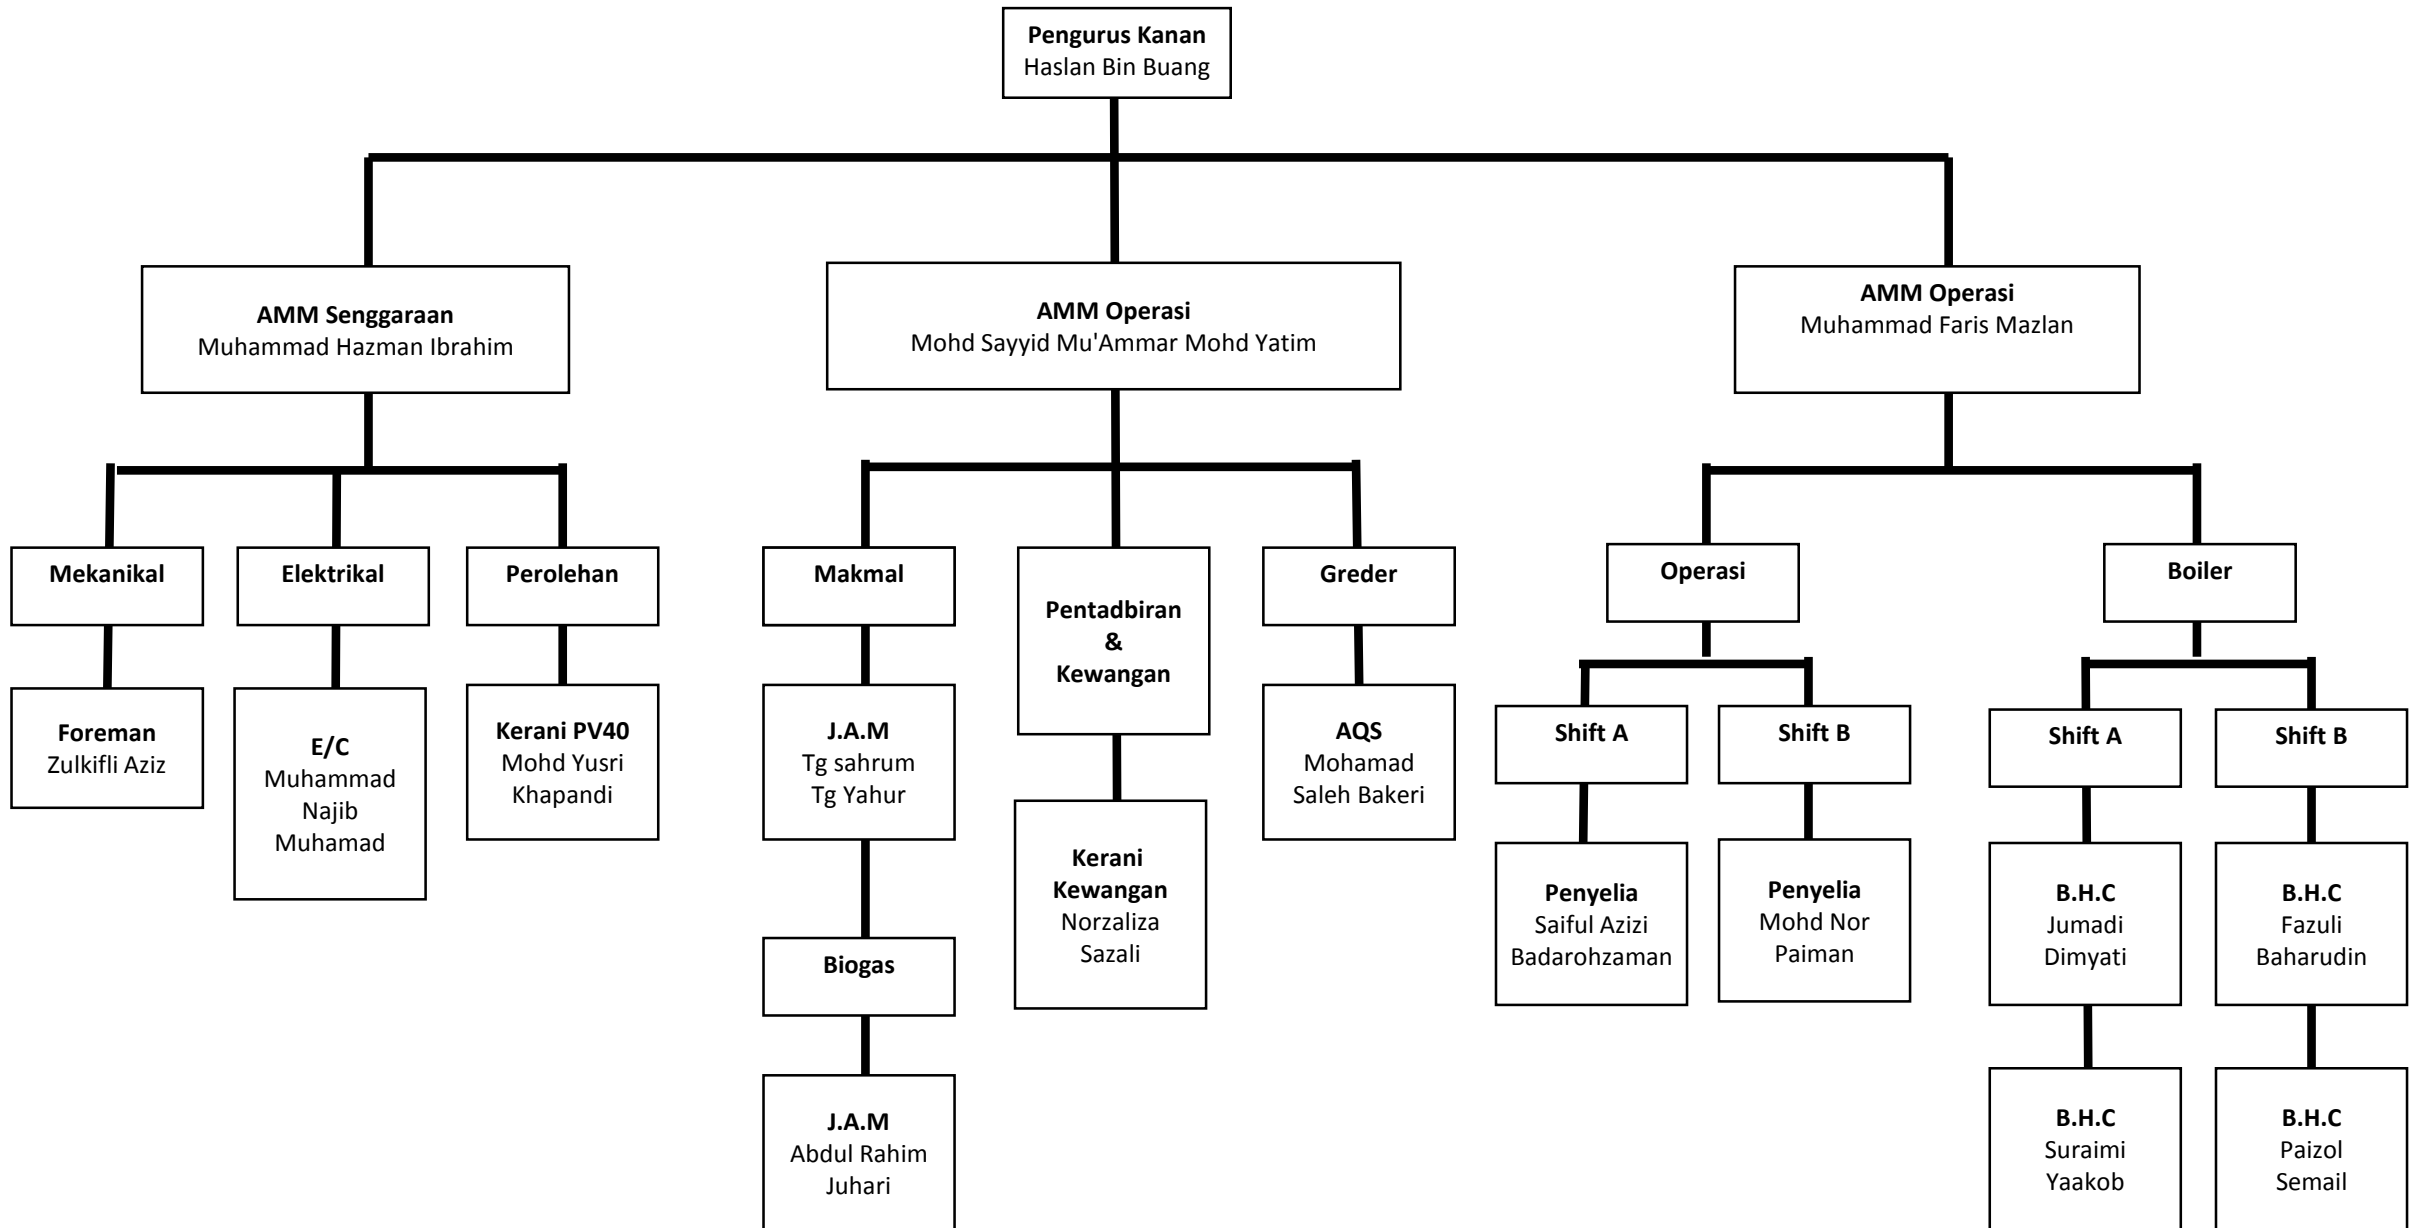 Pengurus Kanan
Haslan Bin Buang
AMM Senggaraan
Muhammad Hazman Ibrahim
AMM Operasi
Mohd Sayyid Mu'Ammar Mohd Yatim
AMM Operasi
Muhammad Faris Mazlan
Mekanikal
Elektrikal
Perolehan
Makmal
Pentadbiran
&
Kewangan
Greder
Operasi
Boiler
Foreman
Zulkifli Aziz
E/C
Muhammad
Najib
Muhamad
Kerani PV40
Mohd Yusri
Khapandi
J.A.M
Tg sahrum
Tg Yahur
AQS
Mohamad
Saleh Bakeri
Shift A
Shift B
Shift A
Shift B
Kerani
Kewangan
Norzaliza
Sazali
Penyelia
Saiful Azizi
Badarohzaman
Penyelia
Mohd Nor
Paiman
B.H.C
Jumadi
Dimyati
B.H.C
Fazuli
Baharudin
Biogas
J.A.M
Abdul Rahim
Juhari
B.H.C
Suraimi
Yaakob
B.H.C
Paizol
Semail